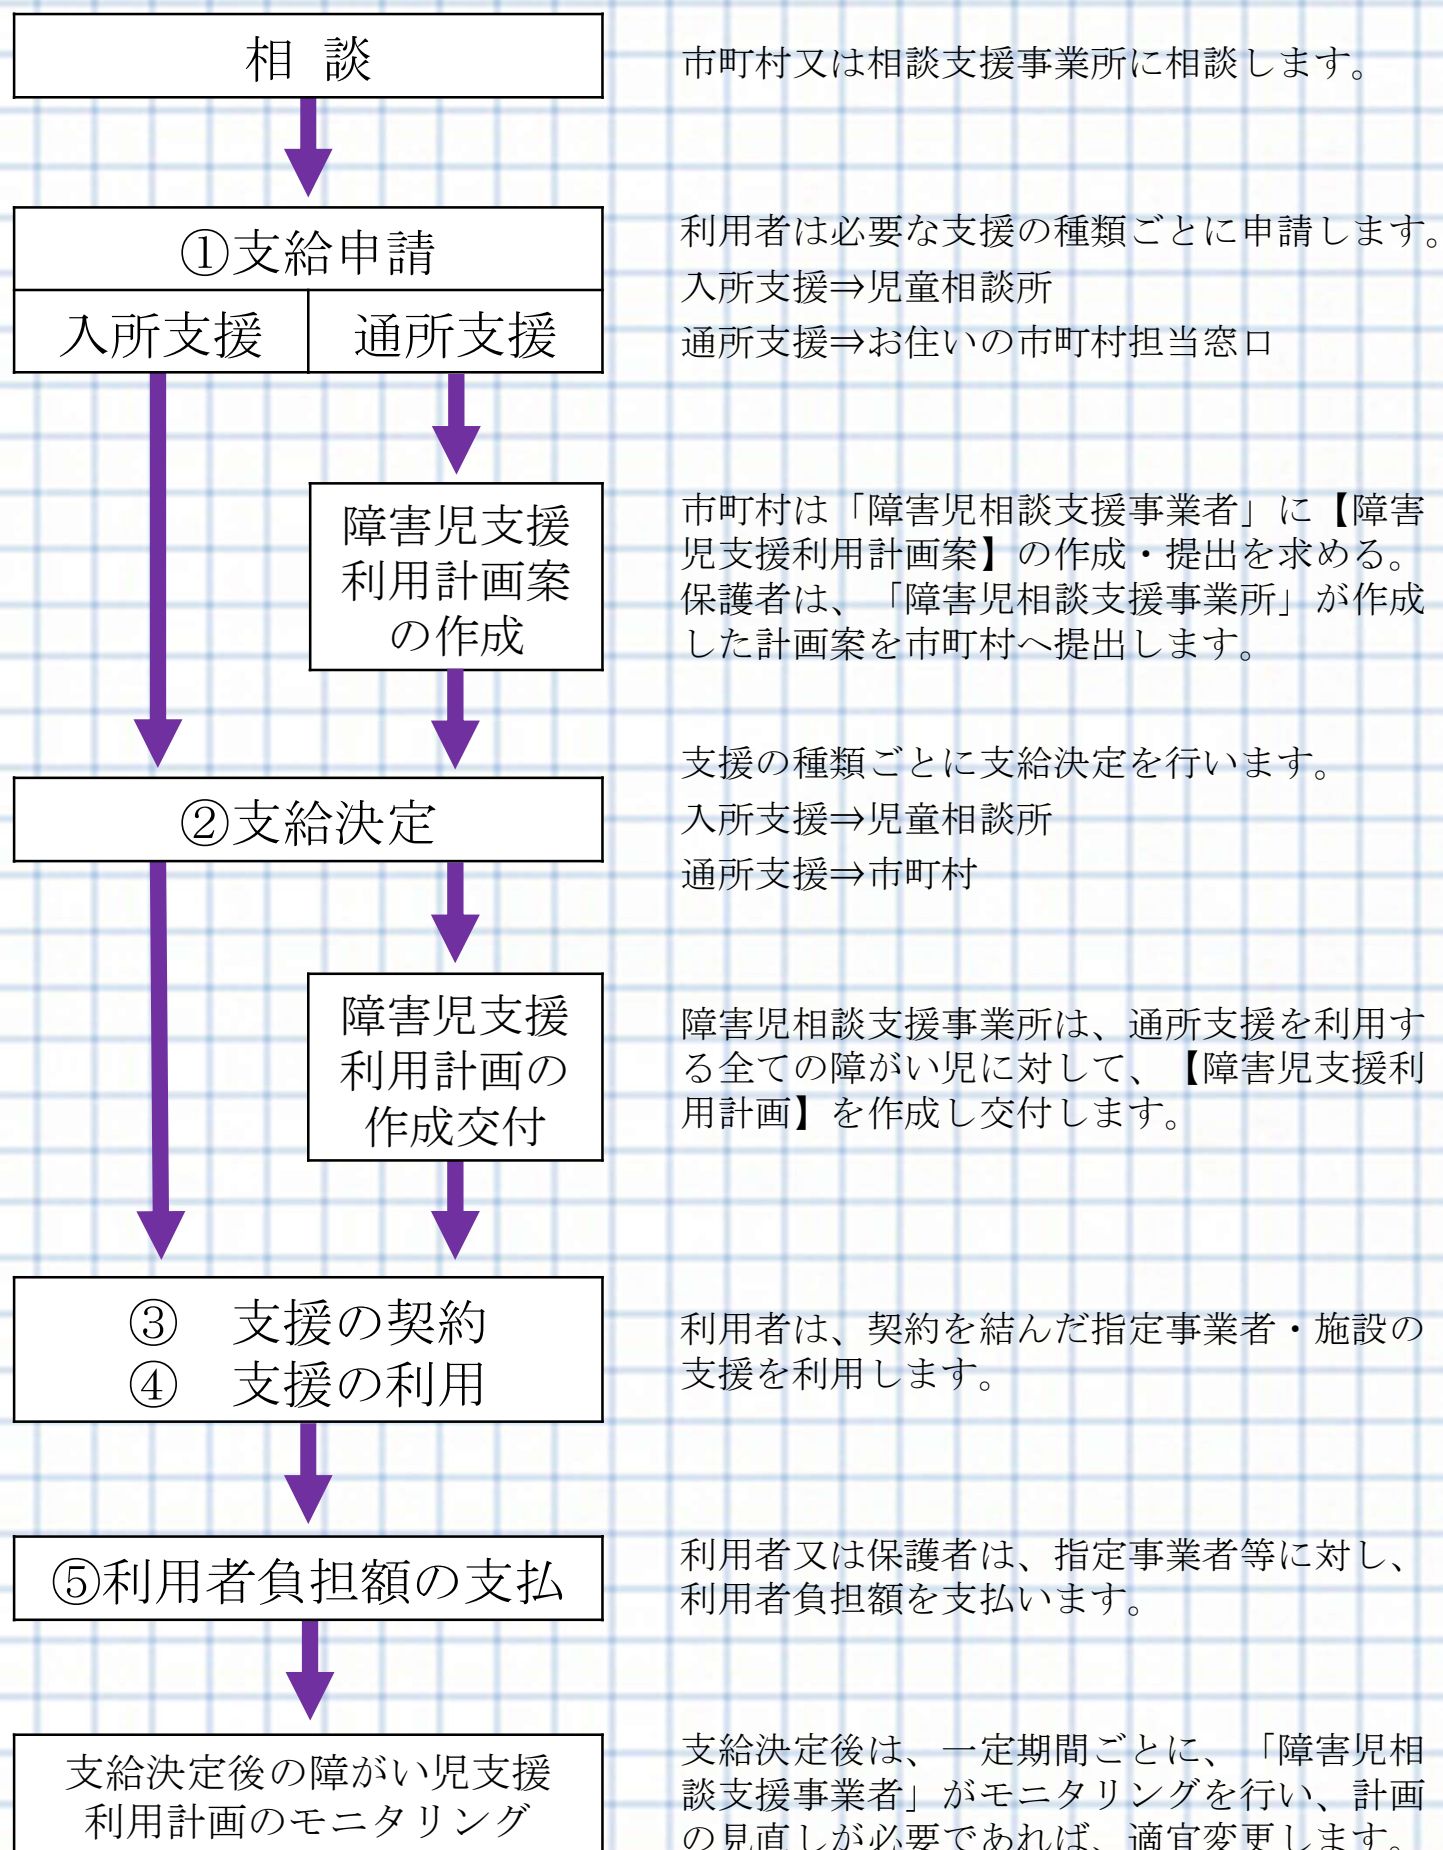 相 談
市町村又は相談支援事業所に相談します。
①支給申請
入所支援
通所支援
利用者は必要な支援の種類ごとに申請します。
入所支援⇒児童相談所
通所支援⇒お住いの市町村担当窓口
障害児支援
利用計画案
の作成
市町村は「障害児相談支援事業者」に【障害
児支援利用計画案】の作成・提出を求める。
保護者は、「障害児相談支援事業所」が作成
した計画案を市町村へ提出します。
②支給決定
支援の種類ごとに支給決定を行います。
入所支援⇒児童相談所
通所支援⇒市町村
障害児支援
利用計画の
作成交付
障害児相談支援事業所は、通所支援を利用す
る全ての障がい児に対して、【障害児支援利
用計画】を作成し交付します。
③　支援の契約
④　支援の利用
利用者は、契約を結んだ指定事業者・施設の
支援を利用します。
⑤利用者負担額の支払
利用者又は保護者は、指定事業者等に対し、
利用者負担額を支払います。
支給決定後の障がい児支援
利用計画のモニタリング
支給決定後は、一定期間ごとに、「障害児相
談支援事業者」がモニタリングを行い、計画
の見直しが必要であれば、適宜変更します。